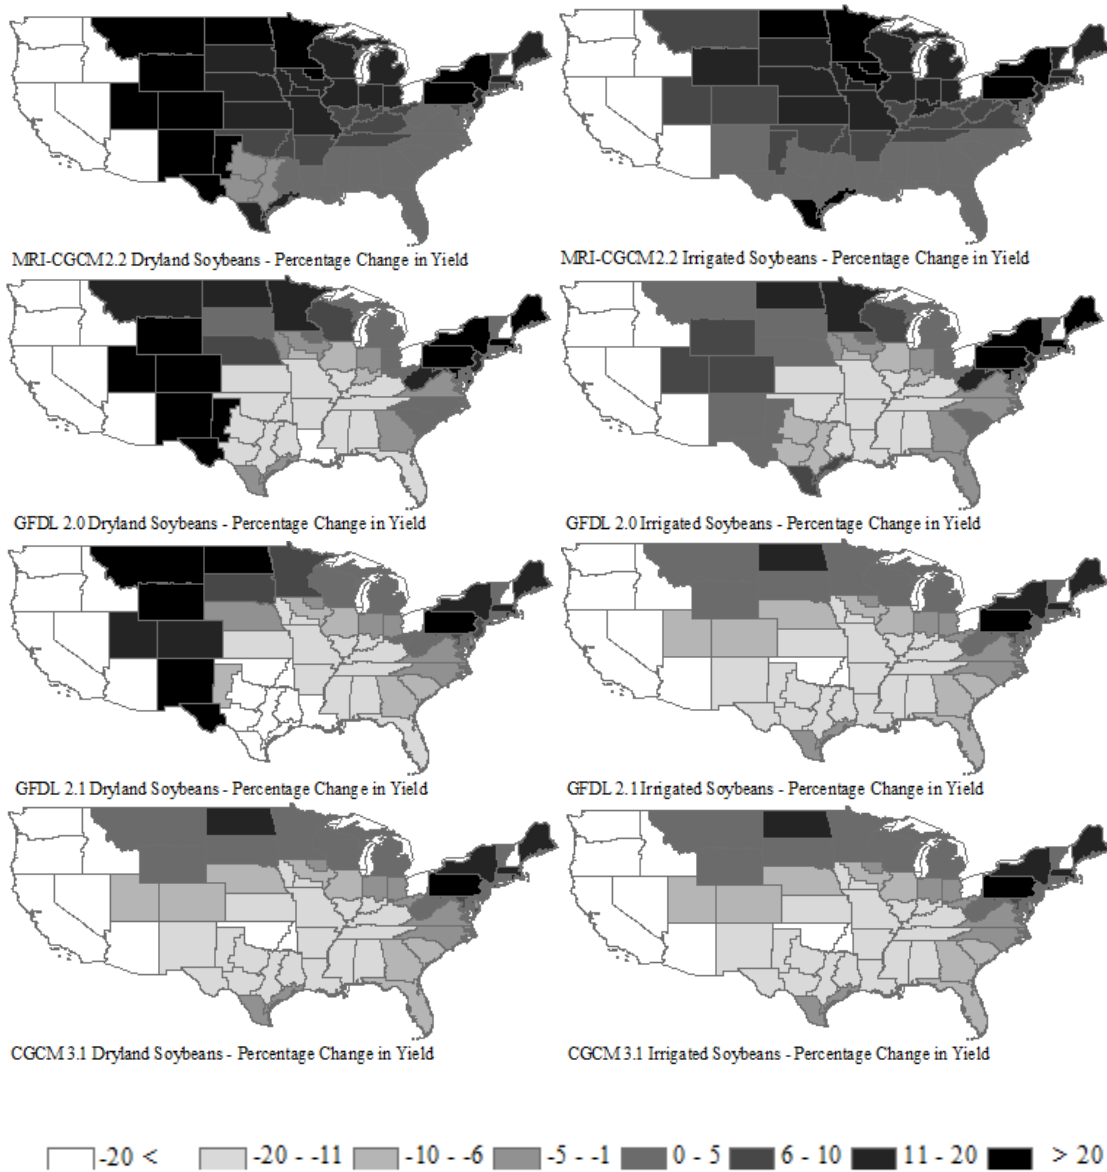 MRI-CGCM2.2 Dryland Soybeans - Percentage Change in Yield
MRI-CGCM2.2 Irrigated Soybeans - Percentage Change in Yield
GFDL 2.0 Dryland Soybeans - Percentage Change in Yield
GFDL 2.0 Irrigated Soybeans - Percentage Change in Yield
GFDL 2.1 Dryland Soybeans - Percentage Change in Yield
GFDL 2.1 Irrigated Soybeans - Percentage Change in Yield
CGCM 3.1 Dryland Soybeans - Percentage Change in Yield
CGCM 3.1 Irrigated Soybeans - Percentage Change in Yield
-20 < -20 - -11 -10 - -6 -5 - -1 0 - 5 6 - 10 11 - 20 > 20